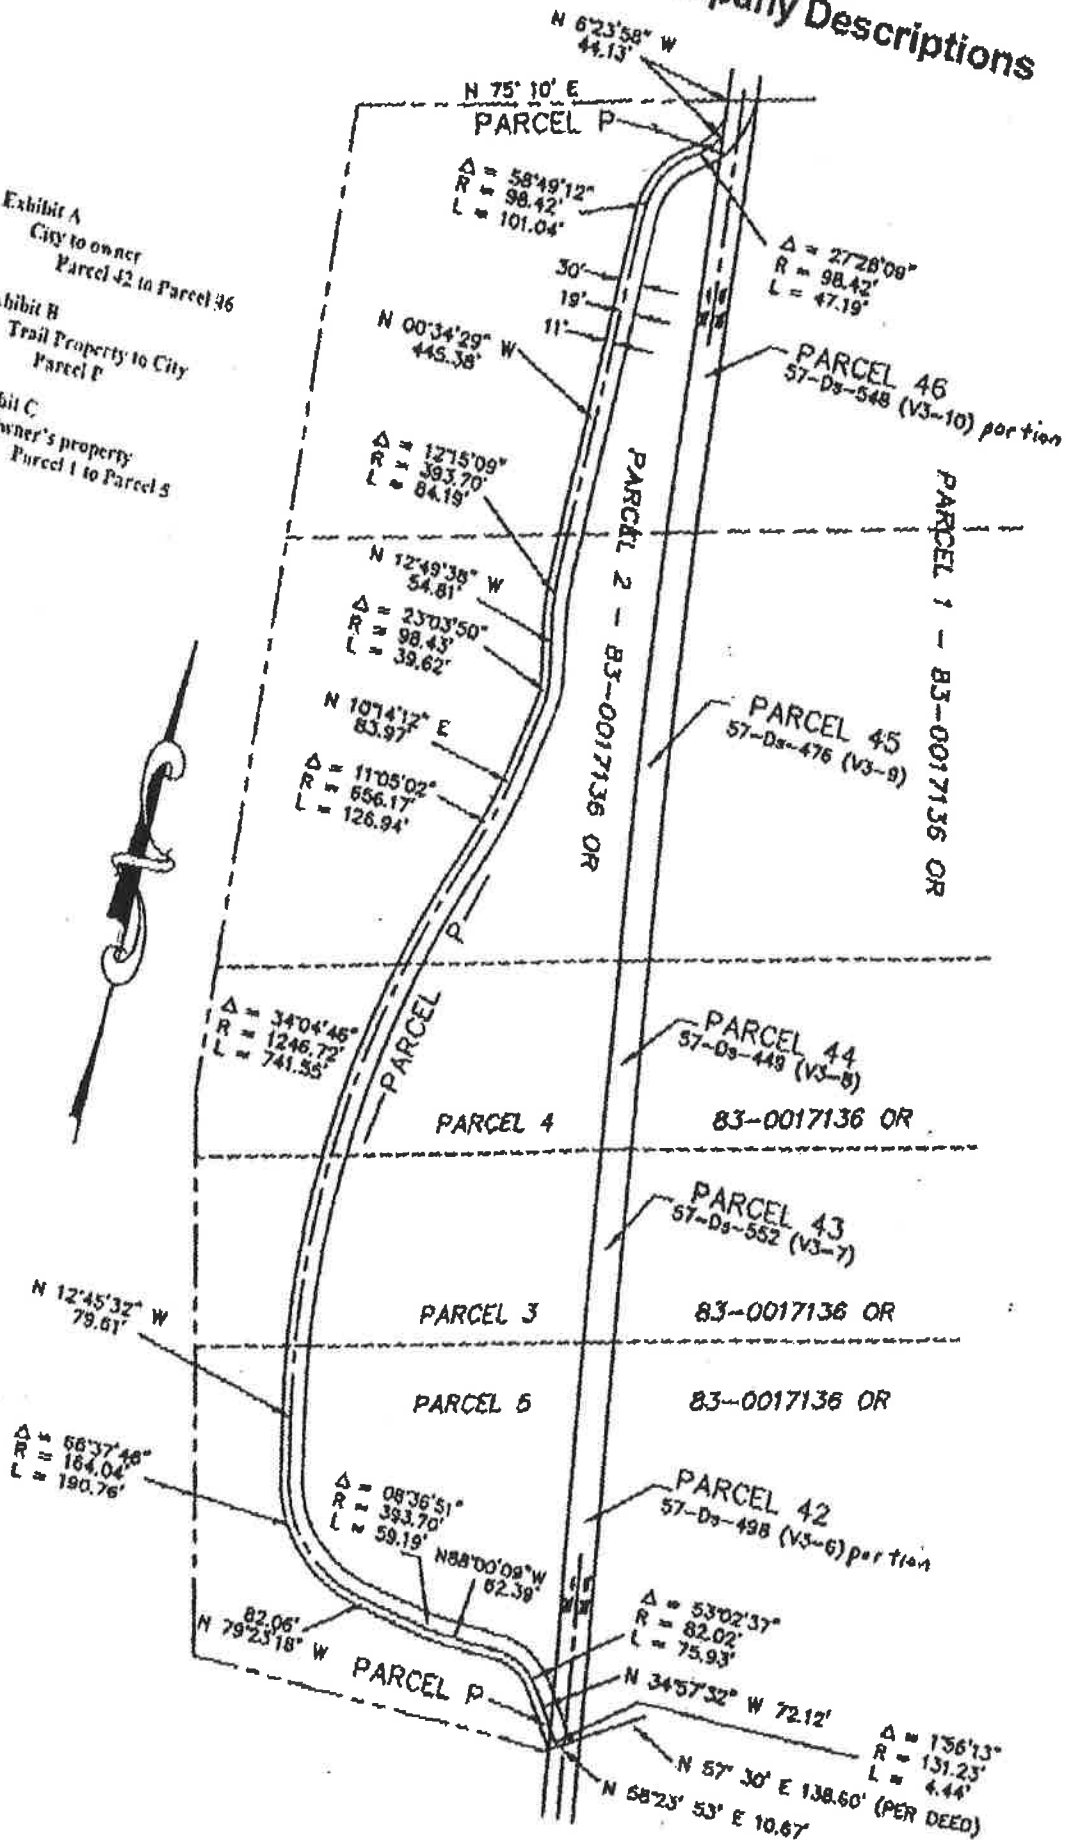 Descriptions
N 6°23'58" W
44.13'
N 75° 10' E
PARCEL P
Δ = 58°49'12"
R = 98.42'
L = 101.04'
Exhibit A
City to owner
Parcel 42 to Parcel 46
hibit B
Trail Property to City
Parcel P
bit C
wner's property
Parcel 1 to Parcel 5
Δ = 27°28'09"
R = 98.42'
L = 47.19'
30'
19'
11'
N 00°34'29" W
445.38'
PARCEL 46
57-Ds-548 (V3-10) portion
Δ = 12°15'09"
R = 393.70'
L = 84.19'
PARCEL 2 - 83-0017136 OR
PARCEL 1 - 83-0017136 OR
N 12°49'38" W
54.81'
Δ = 23°03'50"
R = 98.43'
L = 39.62'
N 10°14'12" E
83.97'
PARCEL 45
57-Ds-476 (V3-9)
Δ = 11°05'02"
R = 656.17'
L = 126.94'
PARCEL P
Δ = 34°04'46"
R = 1246.72'
L = 741.55'
PARCEL 44
57-Ds-449 (V3-8)
PARCEL 4 83-0017136 OR
PARCEL 43
57-Ds-552 (V3-7)
N 12°45'32" W
79.61'
PARCEL 3 83-0017136 OR
PARCEL 5 83-0017136 OR
Δ = 66°37'46"
R = 164.04'
L = 190.76'
Δ = 08°36'51"
R = 393.70'
L = 59.19'
N88°00'09"W
62.39'
PARCEL 42
57-Ds-498 (V3-6) portion
82.06'
N 79°23'18" W
Δ = 53°02'37"
R = 82.02'
L = 75.93'
PARCEL P
N 34°57'32" W 72.12'
Δ = 1°56'13"
R = 131.23'
L = 4.44'
N 57° 30' E 138.60' (PER DEED)
N 58°23' 53' E 10.67'